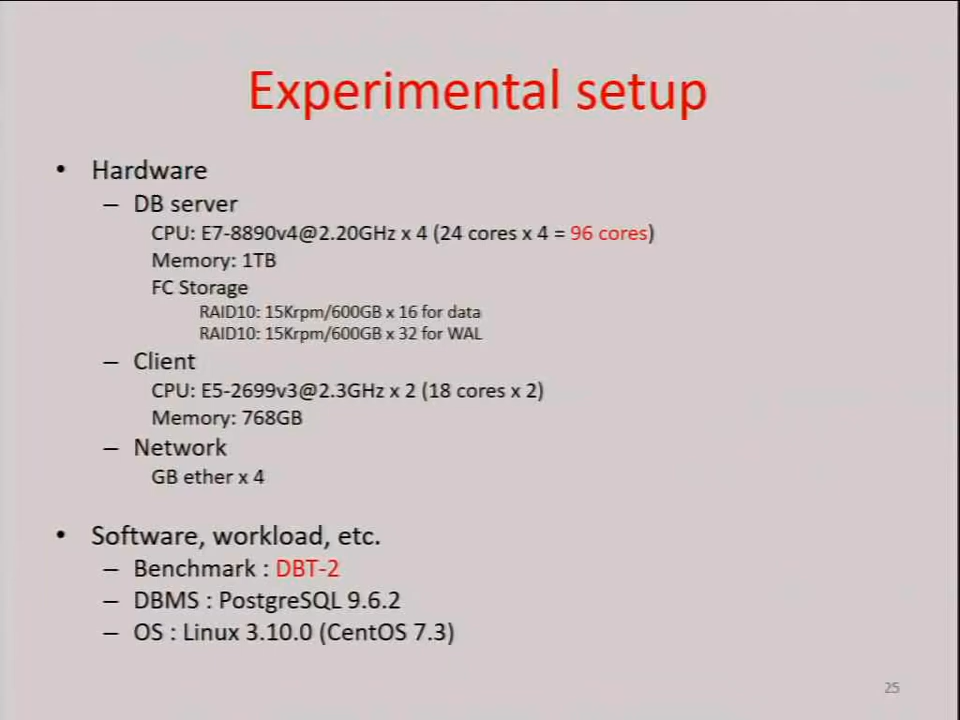 Experimental setup
• Hardware
– DB server
CPU: E7-8890v4@2.20GHz x 4 (24 cores x 4 = 96 cores)
Memory: 1TB
FC Storage
RAID10: 15Krpm/600GB x 16 for data
RAID10: 15Krpm/600GB x 32 for WAL
– Client
CPU: E5-2699v3@2.3GHz x 2 (18 cores x 2)
Memory: 768GB
– Network
GB ether x 4
• Software, workload, etc.
– Benchmark : DBT-2
– DBMS : PostgreSQL 9.6.2
– OS : Linux 3.10.0 (CentOS 7.3)
25